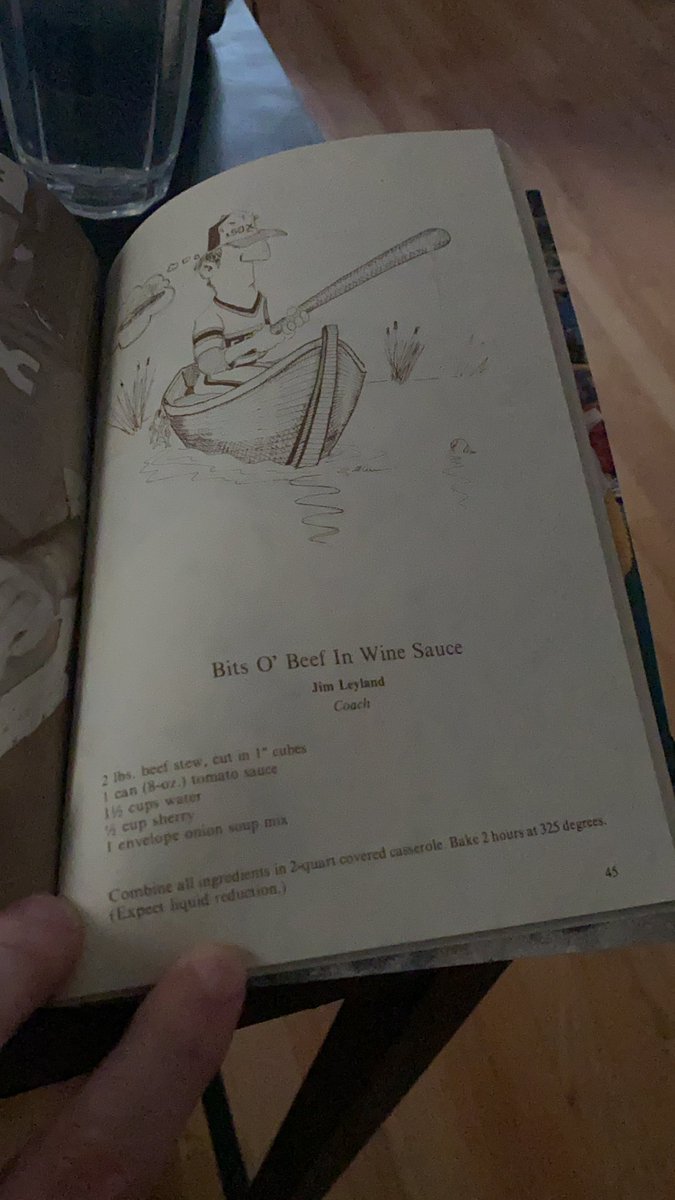 SOX
Bits O' Beef In Wine Sauce
Jim Leyland
Coach
2 lbs. beef stew, cut in 1" cubes
1 can (8-oz.) tomato sauce
1½ cups water
½ cup sherry
1 envelope onion soup mix
Combine all ingredients in 2-quart covered casserole. Bake 2 hours at 325 degrees.
(Expect liquid reduction.)
45